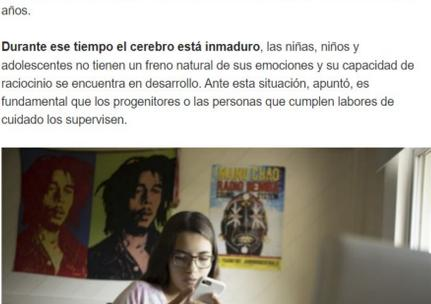 años.
Durante ese tiempo el cerebro está inmaduro, las niñas, niños y
adolescentes no tienen un freno natural de sus emociones y su capacidad de
raciocinio se encuentra en desarrollo. Ante esta situación, apuntó, es
fundamental que los progenitores o las personas que cumplen labores de
cuidado los supervisen.
MANU CHAO
RADIO BEMBA